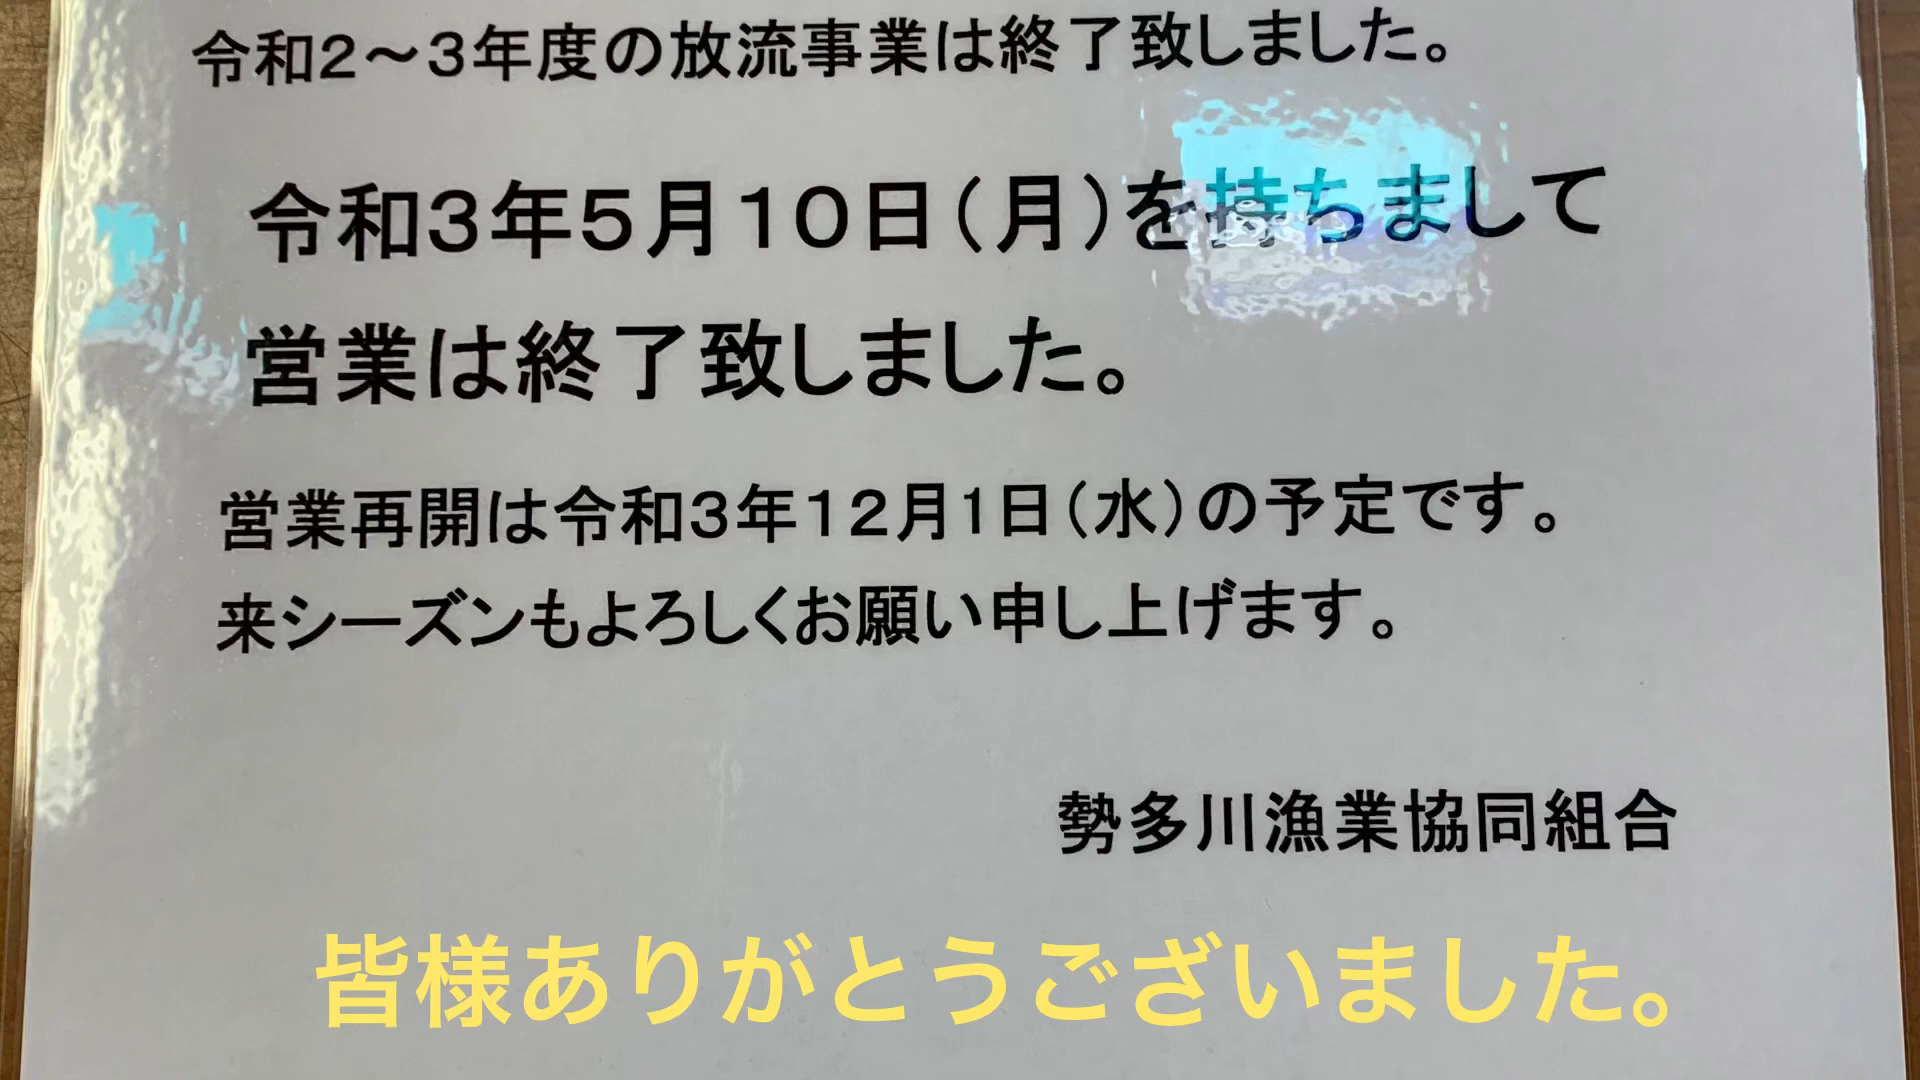 令和２～３年度の放流事業は終了致しました。
令和３年５月１０日（月）を持ちまして
営業は終了致しました。
営業再開は令和３年１２月１日（水）の予定です。
来シーズンもよろしくお願い申し上げます。
勢多川漁業協同組合
皆様ありがとうございました。